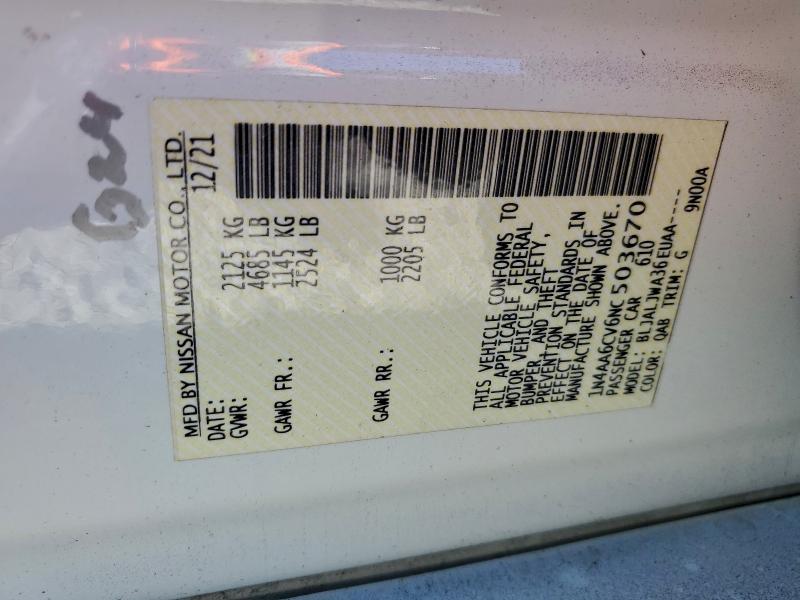 G24
MFD BY NISSAN MOTOR CO., LTD.
DATE: 12/21
GVWR: 2125 KG
4685 LB
GAWR FR.: 1145 KG
2524 LB
GAWR RR.: 1000 KG
2205 LB
THIS VEHICLE CONFORMS TO
ALL APPLICABLE FEDERAL
MOTOR VEHICLE SAFETY,
BUMPER, AND THEFT
PREVENTION STANDARDS IN
EFFECT ON THE DATE OF
MANUFACTURE SHOWN ABOVE.
1N4AA6CV6NC503670
PASSENGER CAR 610
MODEL: BLJALJWA36EUAA----
COLOR: QAB TRIM: G 9N00A